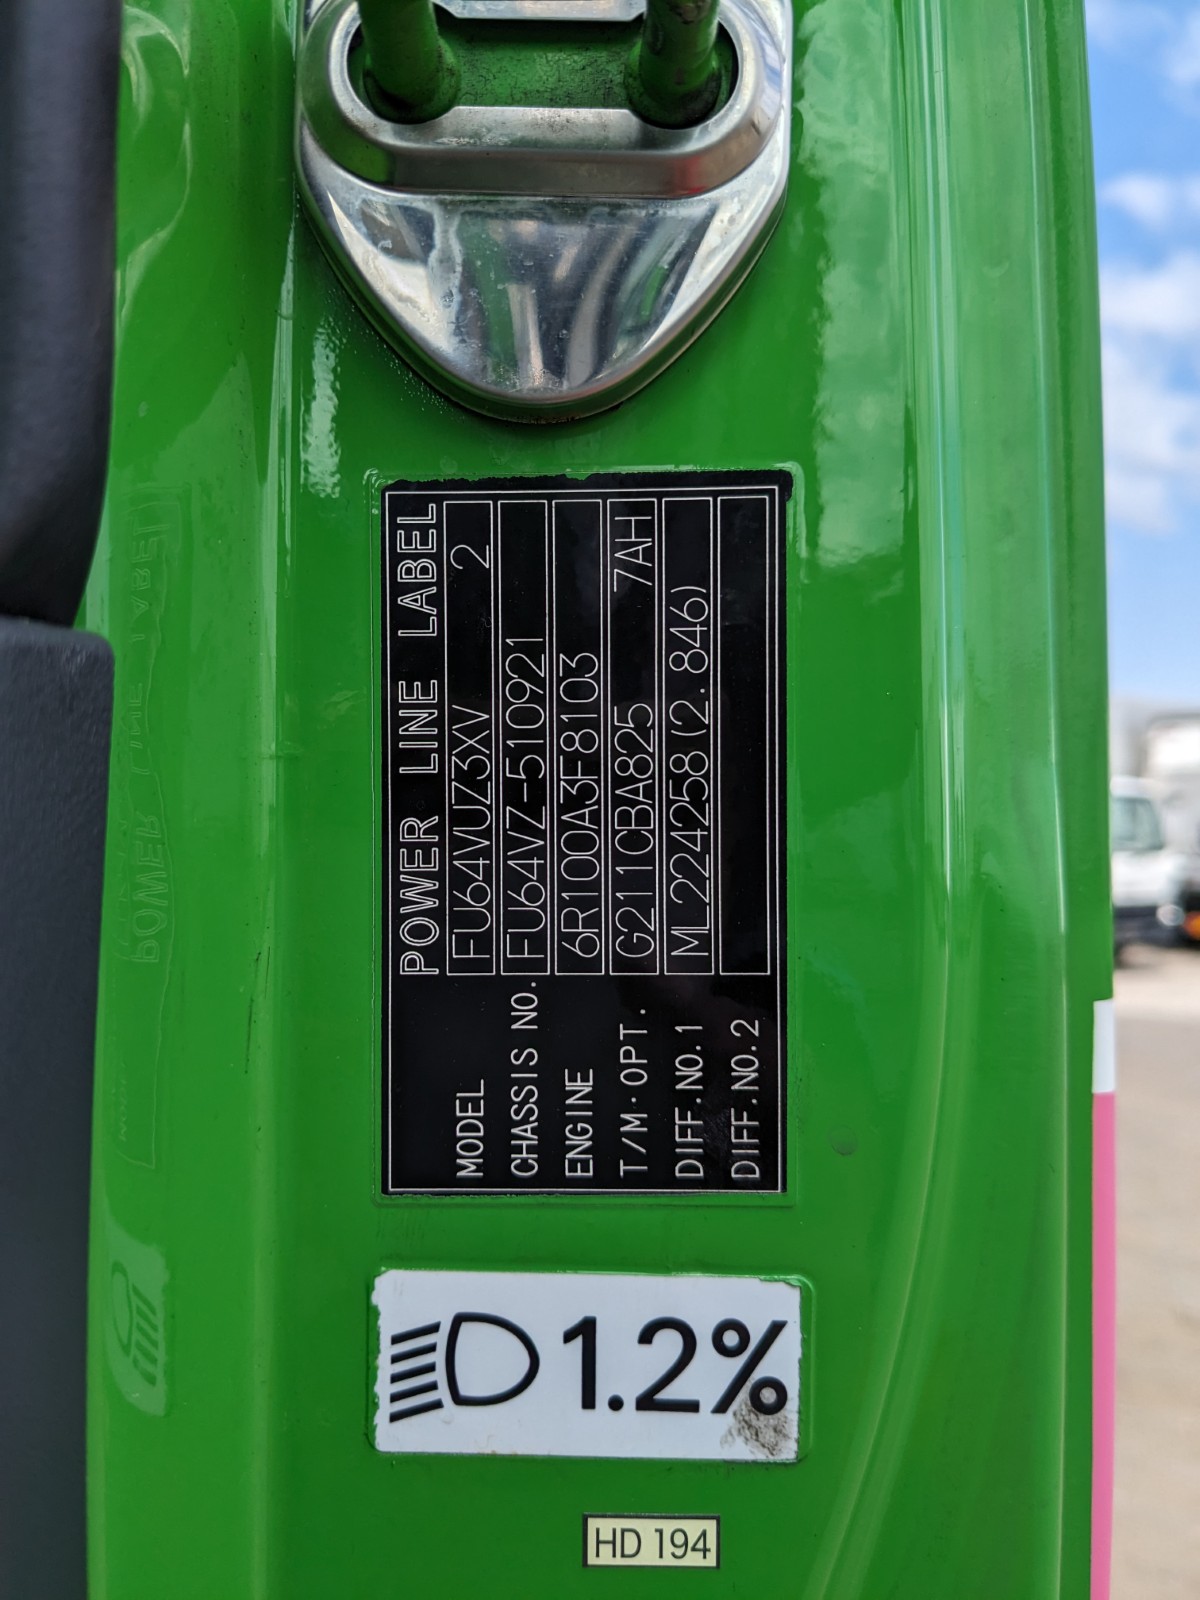 POWER LINE LABEL
MODEL FU64VUZ3XV 2
CHASSIS NO. FU64VZ-510921
ENGINE 6R100A3F8103
T/M·OPT. G211CBA825 7AH
DIFF.NO.1 ML224258(2.846)
DIFF.NO.2
1.2%
HD 194